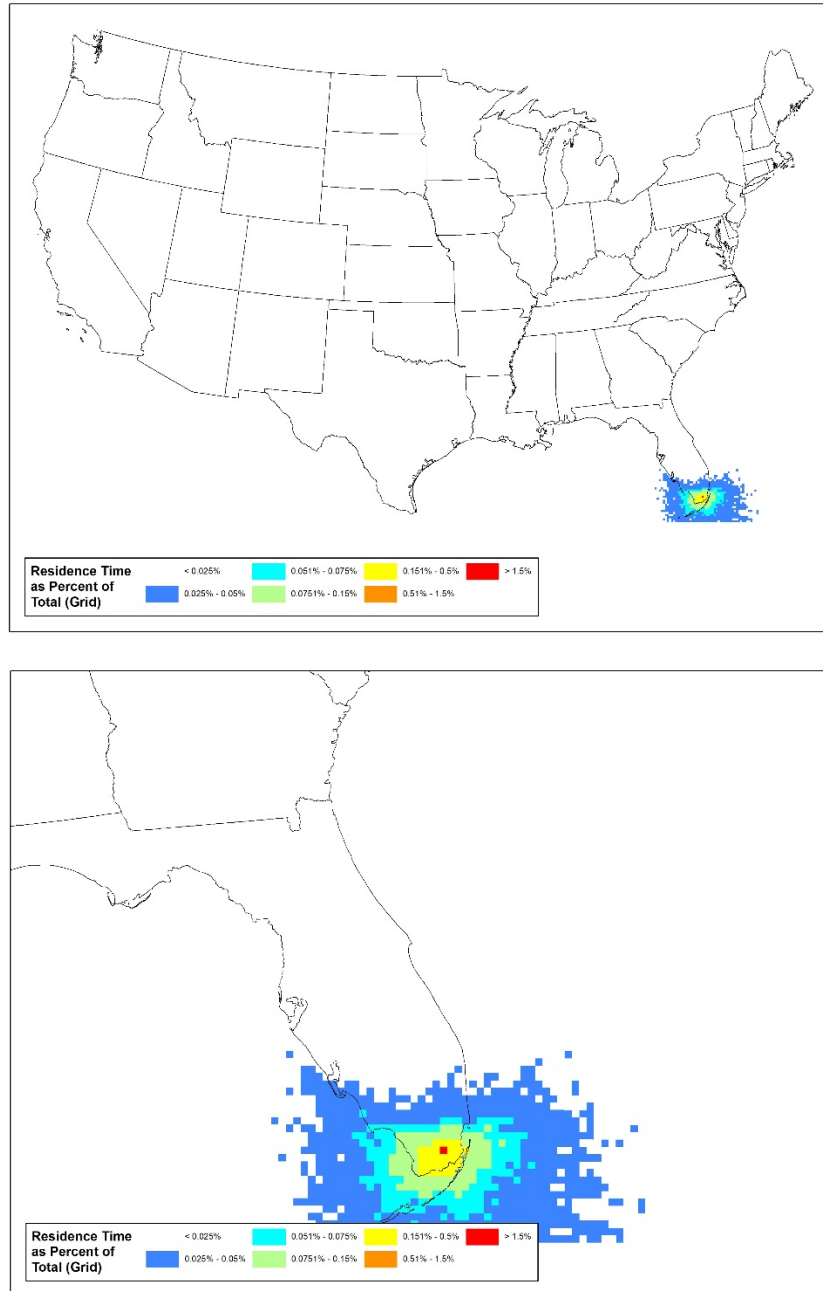 Residence Time
as Percent of
Total (Grid)
< 0.025% 0.051% - 0.075% 0.151% - 0.5% > 1.5%
0.025% - 0.05% 0.0751% - 0.15% 0.51% - 1.5%
Residence Time
as Percent of
Total (Grid)
< 0.025% 0.051% - 0.075% 0.151% - 0.5% > 1.5%
0.025% - 0.05% 0.0751% - 0.15% 0.51% - 1.5%